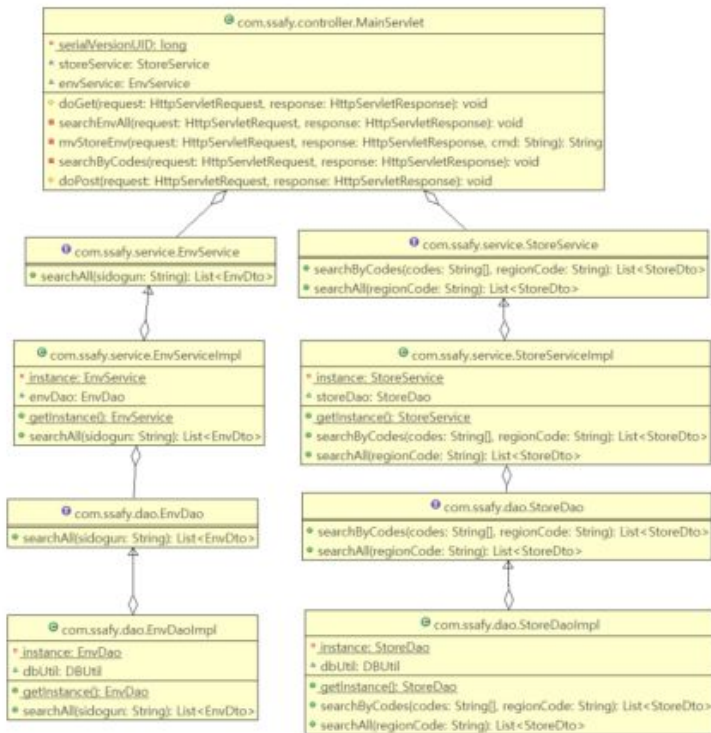 com.ssafy.controller.MainServlet
serialVersionUID: long
storeService: StoreService
envService: EnvService
doGet(request: HttpServletRequest, response: HttpServletResponse): void
searchEnvAll(request: HttpServletRequest, response: HttpServletResponse): void
mvStoreEnv(request: HttpServletRequest, response: HttpServletResponse, cmd: String): String
searchByCodes(request: HttpServletRequest, response: HttpServletResponse): void
doPost(request: HttpServletRequest, response: HttpServletResponse): void
com.ssafy.service.EnvService
searchAll(sidogun: String): List<EnvDto>
com.ssafy.service.StoreService
searchByCodes(codes: String[], regionCode: String): List<StoreDto>
searchAll(regionCode: String): List<StoreDto>
com.ssafy.service.EnvServiceImpl
instance: EnvService
envDao: EnvDao
getInstance(): EnvService
searchAll(sidogun: String): List<EnvDto>
com.ssafy.service.StoreServiceImpl
instance: StoreService
storeDao: StoreDao
getInstance(): StoreService
searchByCodes(codes: String[], regionCode: String): List<StoreDto>
searchAll(regionCode: String): List<StoreDto>
com.ssafy.dao.EnvDao
searchAll(sidogun: String): List<EnvDto>
com.ssafy.dao.StoreDao
searchByCodes(codes: String[], regionCode: String): List<StoreDto>
searchAll(regionCode: String): List<StoreDto>
com.ssafy.dao.EnvDaoImpl
instance: EnvDao
dbUtil: DBUtil
getInstance(): EnvDao
searchAll(sidogun: String): List<EnvDto>
com.ssafy.dao.StoreDaoImpl
instance: StoreDao
dbUtil: DBUtil
getInstance(): StoreDao
searchByCodes(codes: String[], regionCode: String): List<StoreDto>
searchAll(regionCode: String): List<StoreDto>